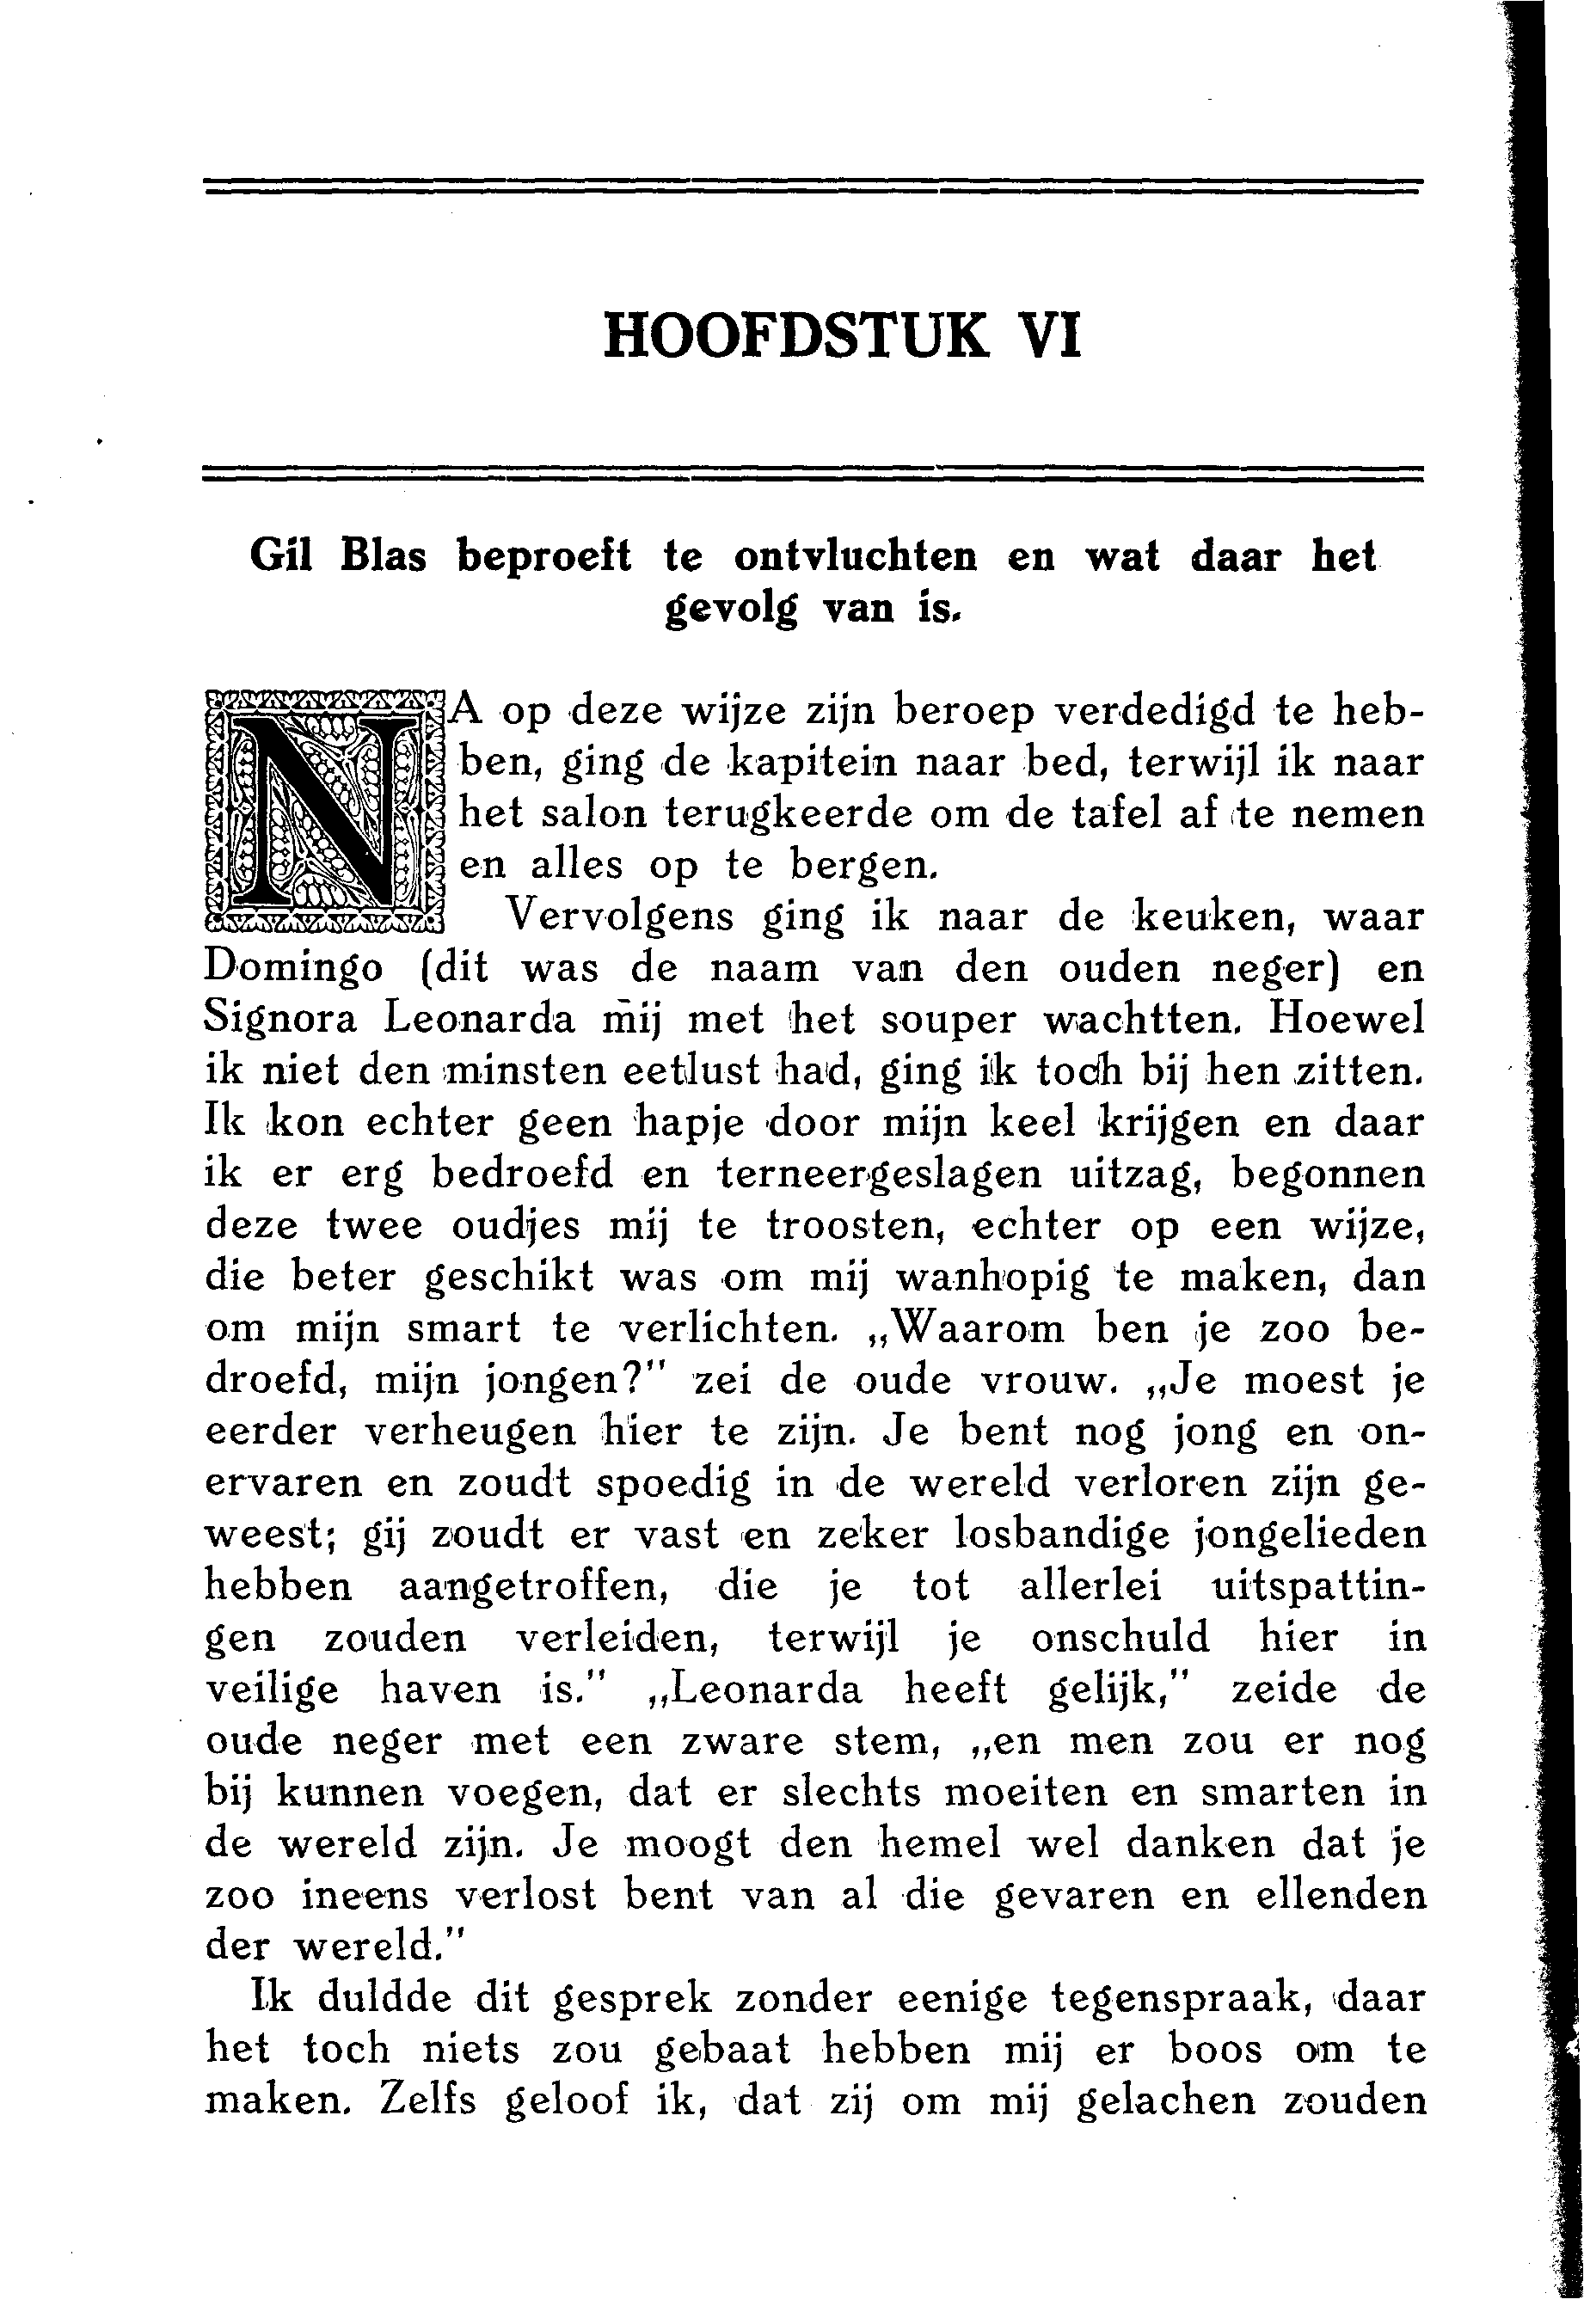 HOOFDSTUK VI
Gil Blas beproeft te ontvluchten en wat daar het
gevolg van is.
NA op deze wijze zijn beroep verdedigd te heb-
ben, ging de kapitein naar bed, terwijl ik naar
het salon terugkeerde om de tafel af te nemen
en alles op te bergen.
Vervolgens ging ik naar de keuken, waar
Domingo (dit was de naam van den ouden neger) en
Signora Leonarda mij met het souper wachtten. Hoewel
ik niet den minsten eetlust had, ging ik toch bij hen zitten.
Ik kon echter geen hapje door mijn keel krijgen en daar
ik er erg bedroefd en terneergeslagen uitzag, begonnen
deze twee oudjes mij te troosten, echter op een wijze,
die beter geschikt was om mij wanhopig te maken, dan
om mijn smart te verlichten. „Waarom ben je zoo be-
droefd, mijn jongen?" zei de oude vrouw. „Je moest je
eerder verheugen hier te zijn. Je bent nog jong en on-
ervaren en zoudt spoedig in de wereld verloren zijn ge-
weest; gij zoudt er vast en zeker losbandige jongelieden
hebben aangetroffen, die je tot allerlei uitspattin-
gen zouden verleiden, terwijl je onschuld hier in
veilige haven is." „Leonarda heeft gelijk," zeide de
oude neger met een zware stem, „en men zou er nog
bij kunnen voegen, dat er slechts moeiten en smarten in
de wereld zijn. Je moogt den hemel wel danken dat je
zoo ineens verlost bent van al die gevaren en ellenden
der wereld."
Ik duldde dit gesprek zonder eenige tegenspraak, daar
het toch niets zou gebaat hebben mij er boos om te
maken. Zelfs geloof ik, dat zij om mij gelachen zouden